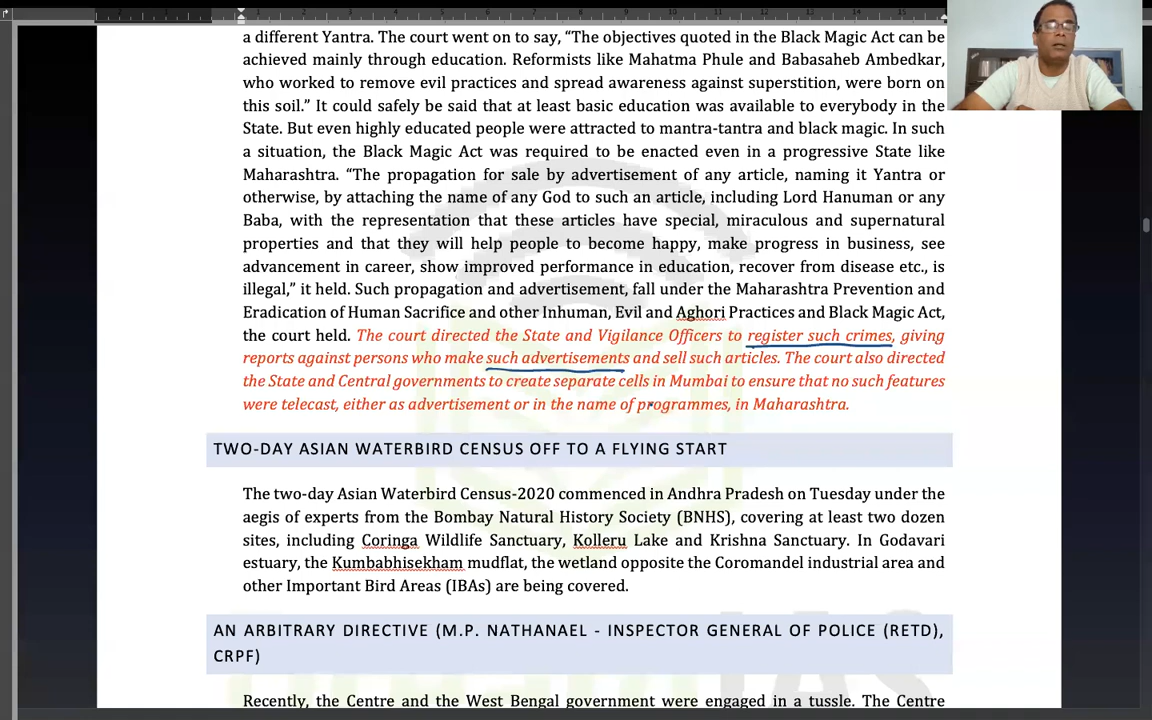 a different Yantra. The court went on to say, “The objectives quoted in the Black Magic Act can be
achieved mainly through education. Reformists like Mahatma Phule and Babasaheb Ambedkar,
who worked to remove evil practices and spread awareness against superstition, were born on
this soil.” It could safely be said that at least basic education was available to everybody in the
State. But even highly educated people were attracted to mantra-tantra and black magic. In such
a situation, the Black Magic Act was required to be enacted even in a progressive State like
Maharashtra. “The propagation for sale by advertisement of any article, naming it Yantra or
otherwise, by attaching the name of any God to such an article, including Lord Hanuman or any
Baba, with the representation that these articles have special, miraculous and supernatural
properties and that they will help people to become happy, make progress in business, see
advancement in career, show improved performance in education, recover from disease etc., is
illegal,” it held. Such propagation and advertisement, fall under the Maharashtra Prevention and
Eradication of Human Sacrifice and other Inhuman, Evil and Aghori Practices and Black Magic Act,
the court held. The court directed the State and Vigilance Officers to register such crimes, giving
reports against persons who make such advertisements and sell such articles. The court also directed
the State and Central governments to create separate cells in Mumbai to ensure that no such features
were telecast, either as advertisement or in the name of programmes, in Maharashtra.
TWO-DAY ASIAN WATERBIRD CENSUS OFF TO A FLYING START
The two-day Asian Waterbird Census-2020 commenced in Andhra Pradesh on Tuesday under the
aegis of experts from the Bombay Natural History Society (BNHS), covering at least two dozen
sites, including Coringa Wildlife Sanctuary, Kolleru Lake and Krishna Sanctuary. In Godavari
estuary, the Kumbabhisekham mudflat, the wetland opposite the Coromandel industrial area and
other Important Bird Areas (IBAs) are being covered.
AN ARBITRARY DIRECTIVE (M.P. NATHANAEL - INSPECTOR GENERAL OF POLICE (RETD),
CRPF)
Recently, the Centre and the West Bengal government were engaged in a tussle. The Centre